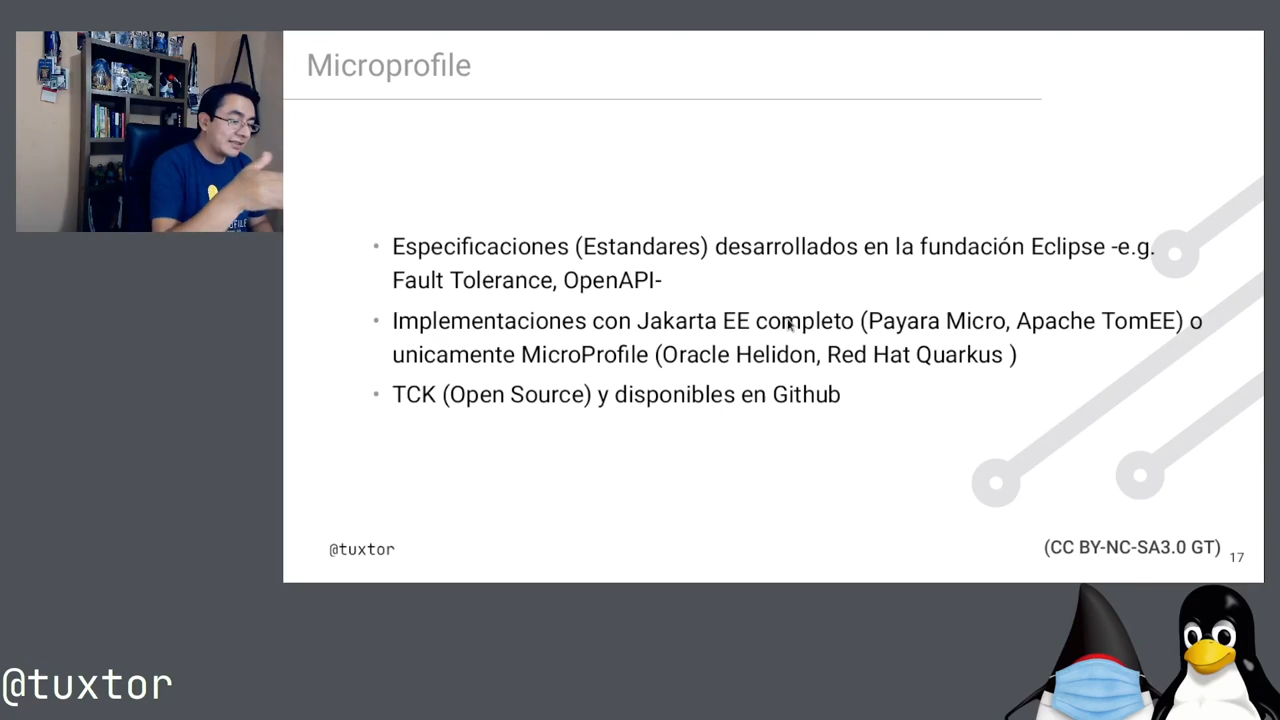 Microprofile
• Especificaciones (Estandares) desarrollados en la fundación Eclipse -e.g.
Fault Tolerance, OpenAPI-
• Implementaciones con Jakarta EE completo (Payara Micro, Apache TomEE) o
unicamente MicroProfile (Oracle Helidon, Red Hat Quarkus )
• TCK (Open Source) y disponibles en Github
@tuxtor
(CC BY-NC-SA3.0 GT)
17
@tuxtor